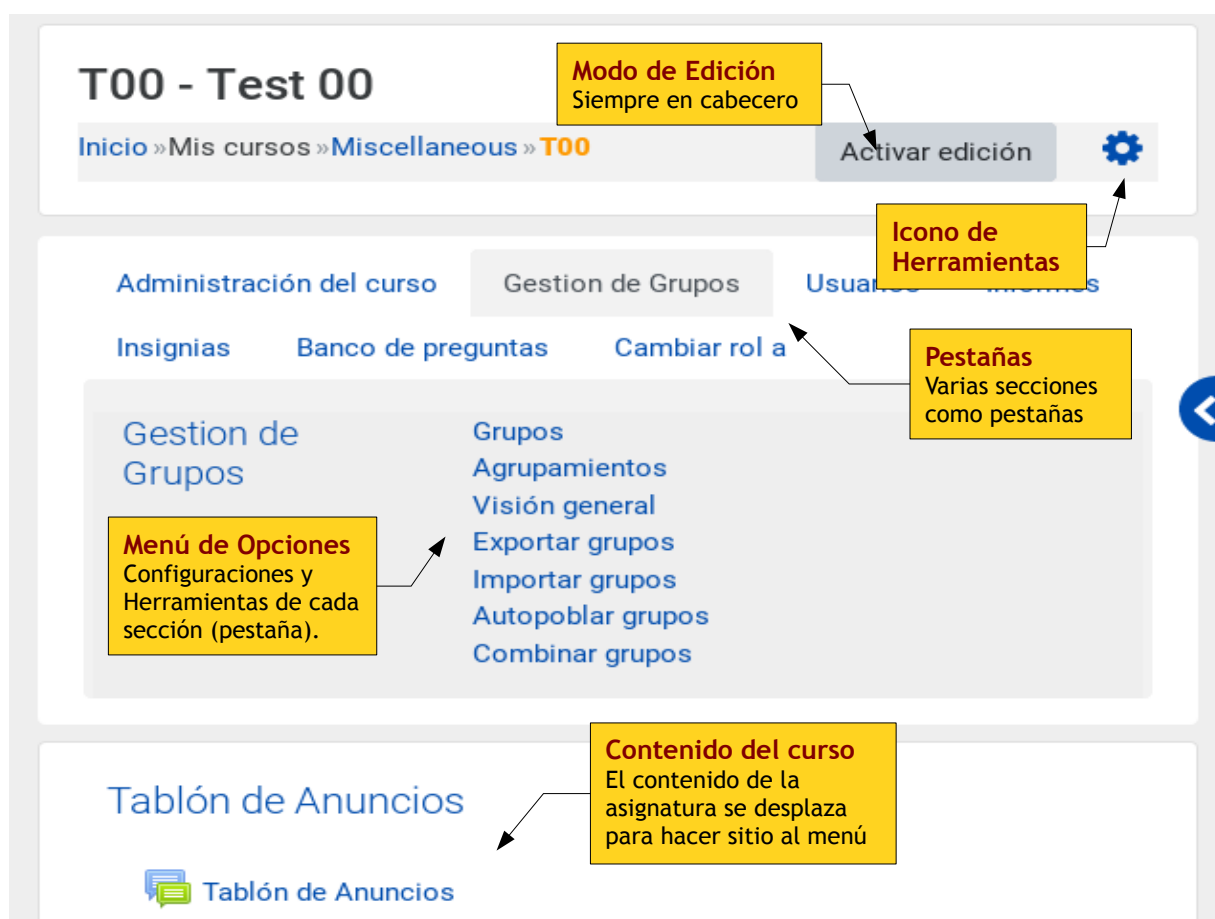 T00 - Test 00
Modo de Edición
Siempre en cabecero
Inicio » Mis cursos » Miscellaneous » T00
Activar edición
Icono de
Herramientas
Administración del curso
Gestion de Grupos
Insignias
Banco de preguntas
Cambiar rol a
Pestañas
Varias secciones
como pestañas
Gestion de
Grupos
Grupos
Agrupamientos
Visión general
Exportar grupos
Importar grupos
Autopoblar grupos
Combinar grupos
Menú de Opciones
Configuraciones y
Herramientas de cada
sección (pestaña).
Contenido del curso
El contenido de la
asignatura se desplaza
para hacer sitio al menú
Tablón de Anuncios
Tablón de Anuncios